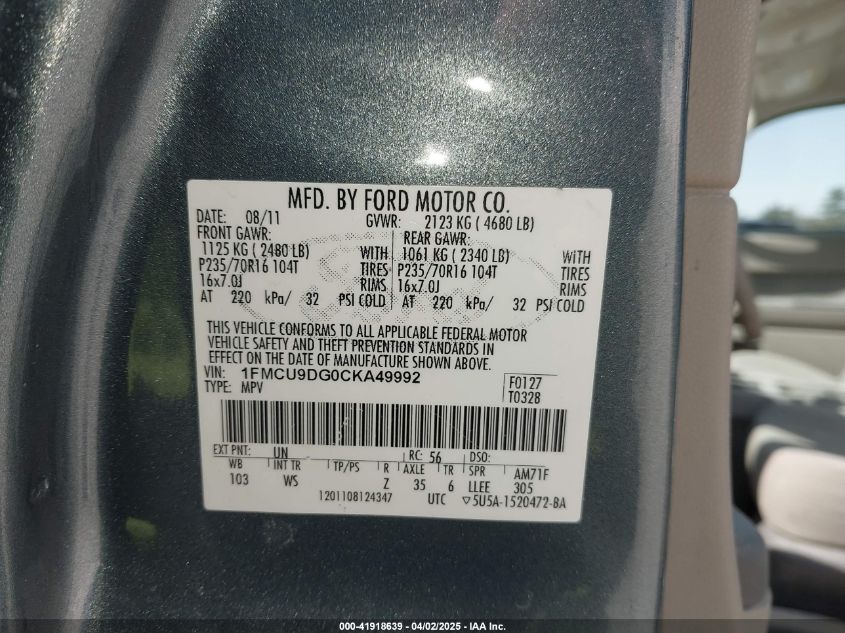 MFD. BY FORD MOTOR CO.
DATE: 08/11 GVWR: 2123 KG ( 4680 LB)
FRONT GAWR: REAR GAWR:
1125 KG ( 2480 LB) WITH 1061 KG ( 2340 LB) WITH
P235/70R16 104T TIRES P235/70R16 104T TIRES
16x7.0J RIMS 16x7.0J RIMS
AT 220 kPa/ 32 PSI COLD AT 220 kPa/ 32 PSI COLD
THIS VEHICLE CONFORMS TO ALL APPLICABLE FEDERAL MOTOR
VEHICLE SAFETY AND THEFT PREVENTION STANDARDS IN
EFFECT ON THE DATE OF MANUFACTURE SHOWN ABOVE.
VIN: 1FMCU9DG0CKA49992 F0127
TYPE: MPV T0328
EXT PNT: UN RC: 56 DSO:
WB INT TR TP/PS R AXLE TR SPR AM71F
103 WS Z 35 6 LLEE 305
1201108124347 UTC ▽5U5A-1520472-BA
000-41918639 - 04/02/2025 - IAA Inc.